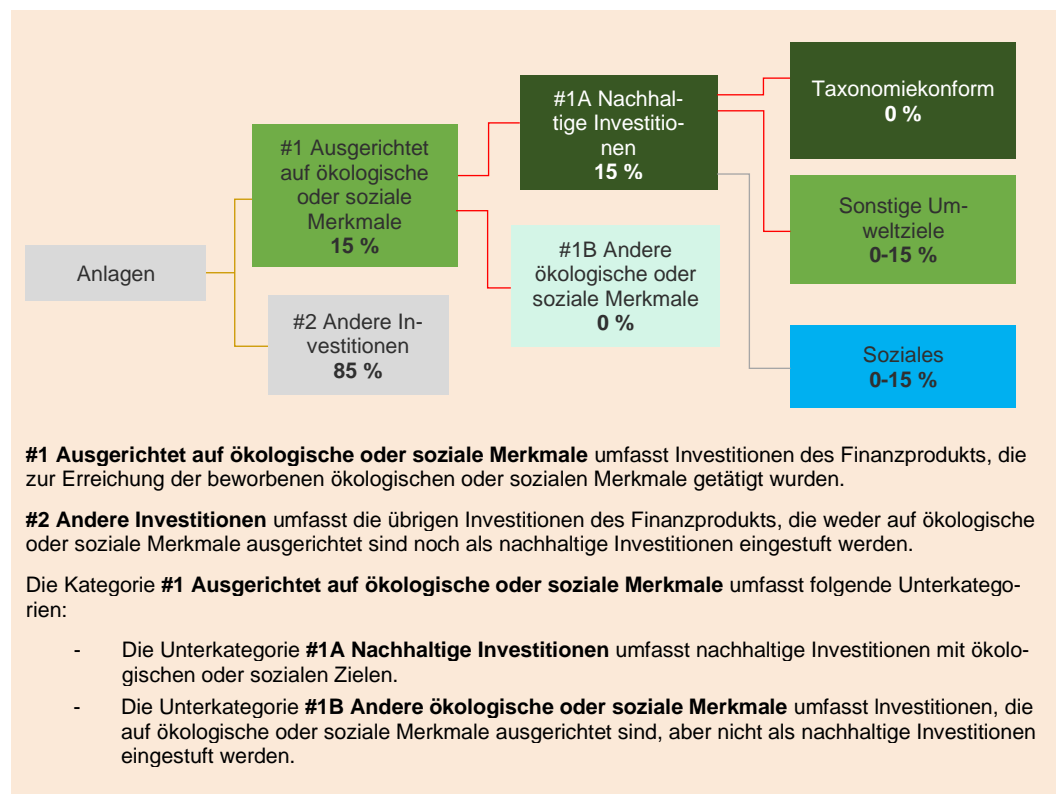 Anlagen
#1 Ausgerichtet
auf ökologische
oder soziale
Merkmale
15 %
#2 Andere In-
vestitionen
85 %
#1A Nachhal-
tige Investitio-
nen
15 %
#1B Andere
ökologische oder
soziale Merkmale
0 %
Taxonomiekonform
0 %
Sonstige Um-
weltziele
0-15 %
Soziales
0-15 %
#1 Ausgerichtet auf ökologische oder soziale Merkmale umfasst Investitionen des Finanzprodukts, die
zur Erreichung der beworbenen ökologischen oder sozialen Merkmale getätigt wurden.
#2 Andere Investitionen umfasst die übrigen Investitionen des Finanzprodukts, die weder auf ökologische
oder soziale Merkmale ausgerichtet sind noch als nachhaltige Investitionen eingestuft werden.
Die Kategorie #1 Ausgerichtet auf ökologische oder soziale Merkmale umfasst folgende Unterkatego-
rien:
- Die Unterkategorie #1A Nachhaltige Investitionen umfasst nachhaltige Investitionen mit ökolo-
gischen oder sozialen Zielen.
- Die Unterkategorie #1B Andere ökologische oder soziale Merkmale umfasst Investitionen, die
auf ökologische oder soziale Merkmale ausgerichtet sind, aber nicht als nachhaltige Investitionen
eingestuft werden.